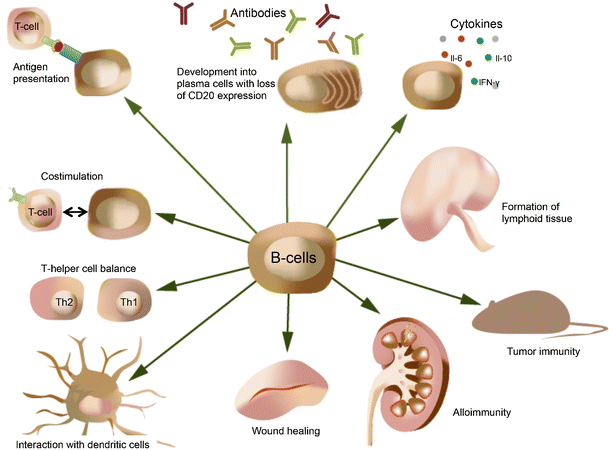 T-cell
Antigen
presentation
Antibodies
Development into
plasma cells with loss
of CD20 expression
Cytokines
Il-6
Il-10
IFN-γ
Costimulation
T-cell
Formation of
lymphoid tissue
B-cells
T-helper cell balance
Th2
Th1
Tumor immunity
Interaction with dendritic cells
Wound healing
Alloimmunity